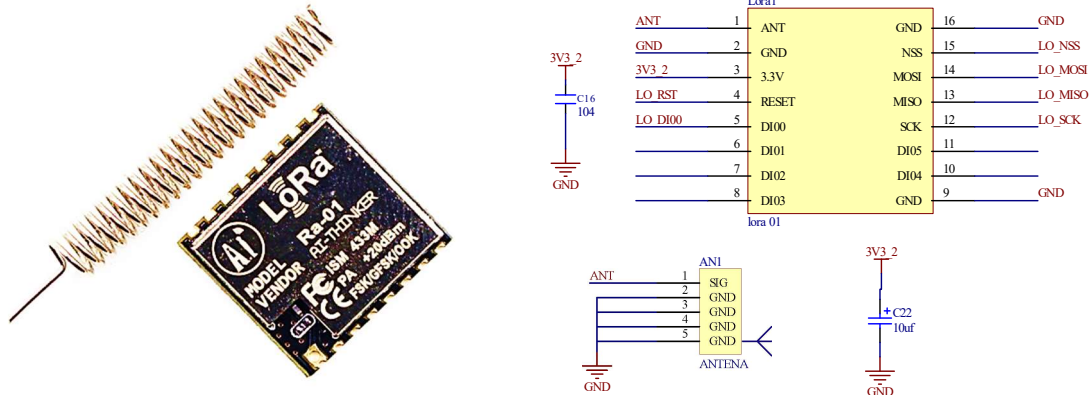 Ai
MODEL
VENDOR
LoRa
Ra-01
AI-THINKER
ISM 433M
PA +20dBm
FSK/GFSK/OOK
FC
CE
3V3_2
C16
104
GND
Lora1
ANT 1 ANT GND 16 GND
GND 2 GND NSS 15 LO_NSS
3V3_2 3 3.3V MOSI 14 LO_MOSI
LO_RST 4 RESET MISO 13 LO_MISO
LO_DI00 5 DI00 SCK 12 LO_SCK
6 DI01 DI05 11
7 DI02 DI04 10
8 DI03 GND 9 GND
lora 01
AN1
ANT 1 SIG
2 GND
3 GND
4 GND
5 GND
ANTENA
GND
3V3_2
C22
10uf
GND